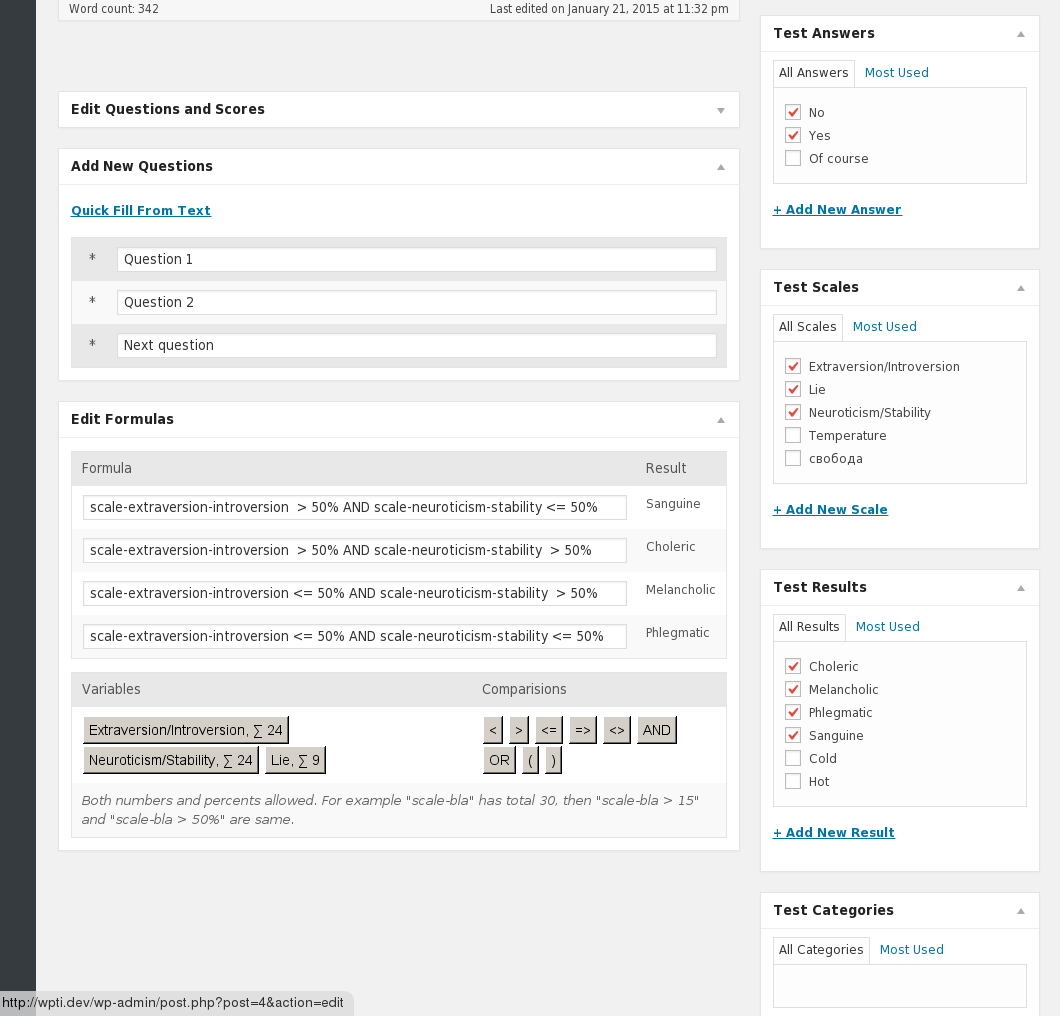 Word count: 342
Last edited on January 21, 2015 at 11:32 pm
Edit Questions and Scores
Add New Questions
Quick Fill From Text
* Question 1
* Question 2
* Next question
Edit Formulas
Formula Result
scale-extraversion-introversion  > 50% AND scale-neuroticism-stability <= 50% Sanguine
scale-extraversion-introversion  > 50% AND scale-neuroticism-stability  > 50% Choleric
scale-extraversion-introversion <= 50% AND scale-neuroticism-stability  > 50% Melancholic
scale-extraversion-introversion <= 50% AND scale-neuroticism-stability <= 50% Phlegmatic
Variables Comparisions
Extraversion/Introversion, ∑ 24 < > <= => <> AND
Neuroticism/Stability, ∑ 24 Lie, ∑ 9 OR ( )
Both numbers and percents allowed. For example "scale-bla" has total 30, then "scale-bla > 15"
and "scale-bla > 50%" are same.
Test Answers
All Answers Most Used
No
Yes
Of course
+ Add New Answer
Test Scales
All Scales Most Used
Extraversion/Introversion
Lie
Neuroticism/Stability
Temperature
свобода
+ Add New Scale
Test Results
All Results Most Used
Choleric
Melancholic
Phlegmatic
Sanguine
Cold
Hot
+ Add New Result
Test Categories
All Categories Most Used
http://wpti.dev/wp-admin/post.php?post=4&action=edit